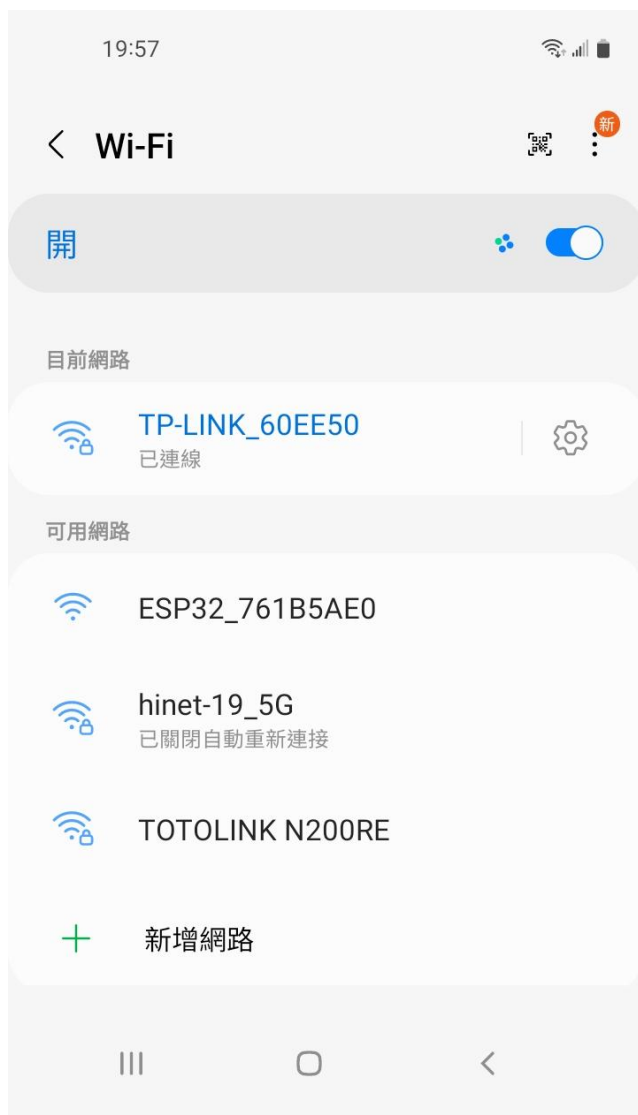 19:57
新
Wi-Fi
開
目前網路
TP-LINK_60EE50
已連線
可用網路
ESP32_761B5AE0
hinet-19_5G
已關閉自動重新連接
TOTOLINK N200RE
新增網路